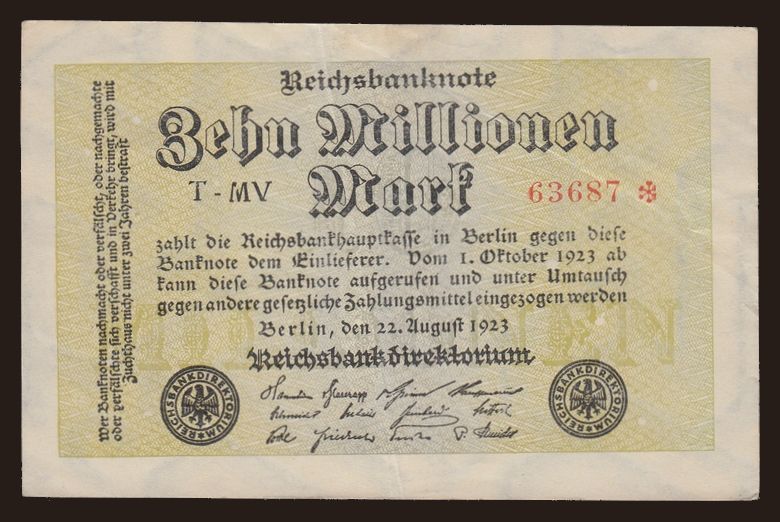 Reichsbanknote
Zehn Millionen
Mark
T-MV
63687 ✻
zahlt die Reichsbankhauptkasse in Berlin gegen diese
Banknote dem Einlieferer. Vom 1. Oktober 1923 ab
kann diese Banknote aufgerufen und unter Umtausch
gegen andere gesetzliche Zahlungsmittel eingezogen werden
Berlin, den 22. August 1923
Reichsbankdirektorium
REICHSBANKDIREKTORIUM
REICHSBANKDIREKTORIUM
Wer Banknoten nachmacht oder verfälscht, oder nachgemachte
oder verfälschte sich verschafft und in Verkehr bringt, wird mit
Zuchthaus nicht unter zwei Jahren bestraft